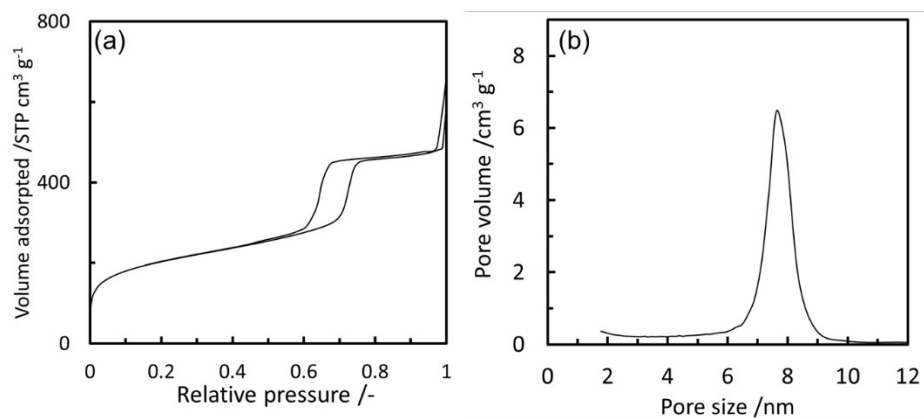 (a)
Volume adsorpted /STP cm³ g⁻¹
800
400
0
0 0.2 0.4 0.6 0.8 1
Relative pressure /-
(b)
Pore volume /cm³ g⁻¹
8
6
4
2
0
0 2 4 6 8 10 12
Pore size /nm